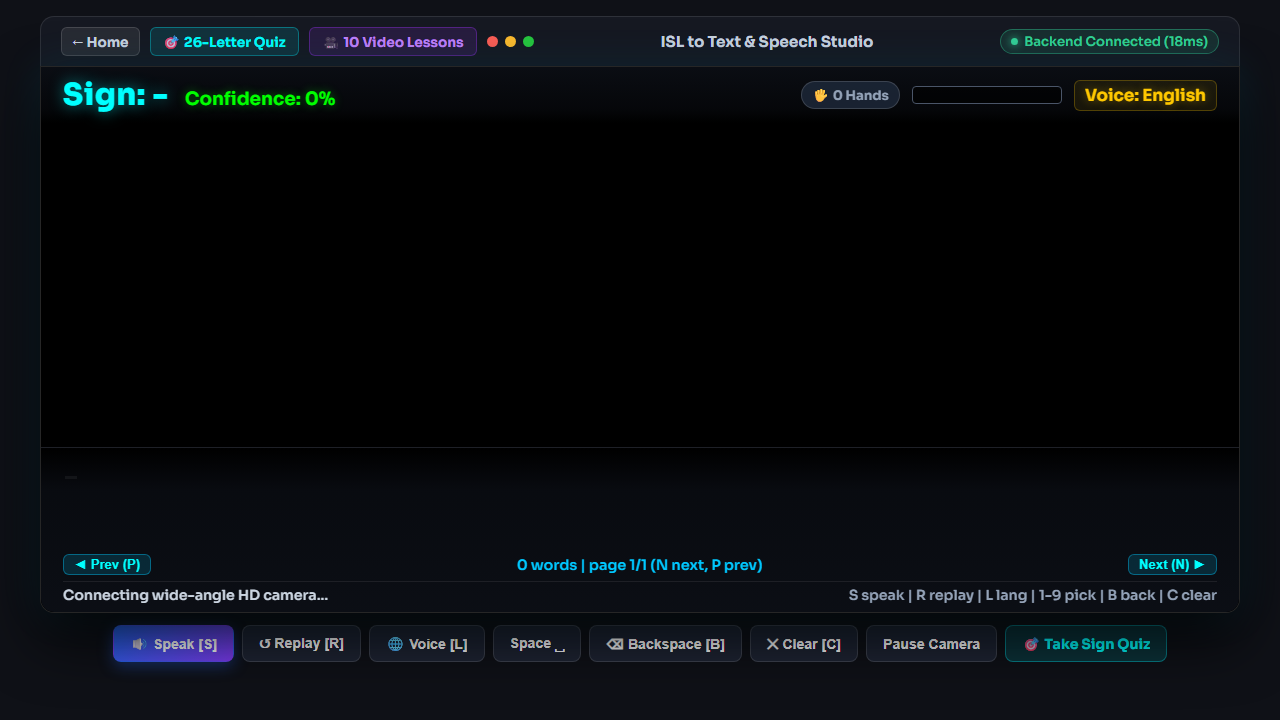 ← Home
🎯 26-Letter Quiz
🎥 10 Video Lessons
ISL to Text & Speech Studio
Backend Connected (18ms)
Sign: -
Confidence: 0%
🖐 0 Hands
Voice: English
—
◄ Prev (P)
0 words | page 1/1 (N next, P prev)
Next (N) ►
Connecting wide-angle HD camera...
S speak | R replay | L lang | 1-9 pick | B back | C clear
🔊 Speak [S]
↺ Replay [R]
🌐 Voice [L]
Space ⎵
⌫ Backspace [B]
✕ Clear [C]
Pause Camera
🎯 Take Sign Quiz